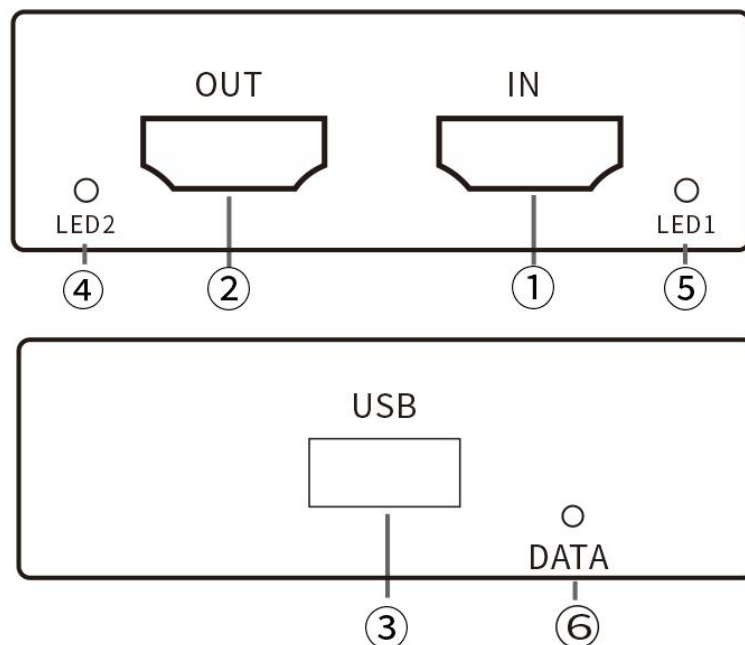 OUT IN
LED2 LED1
④ ② ① ⑤
USB
DATA
③ ⑥